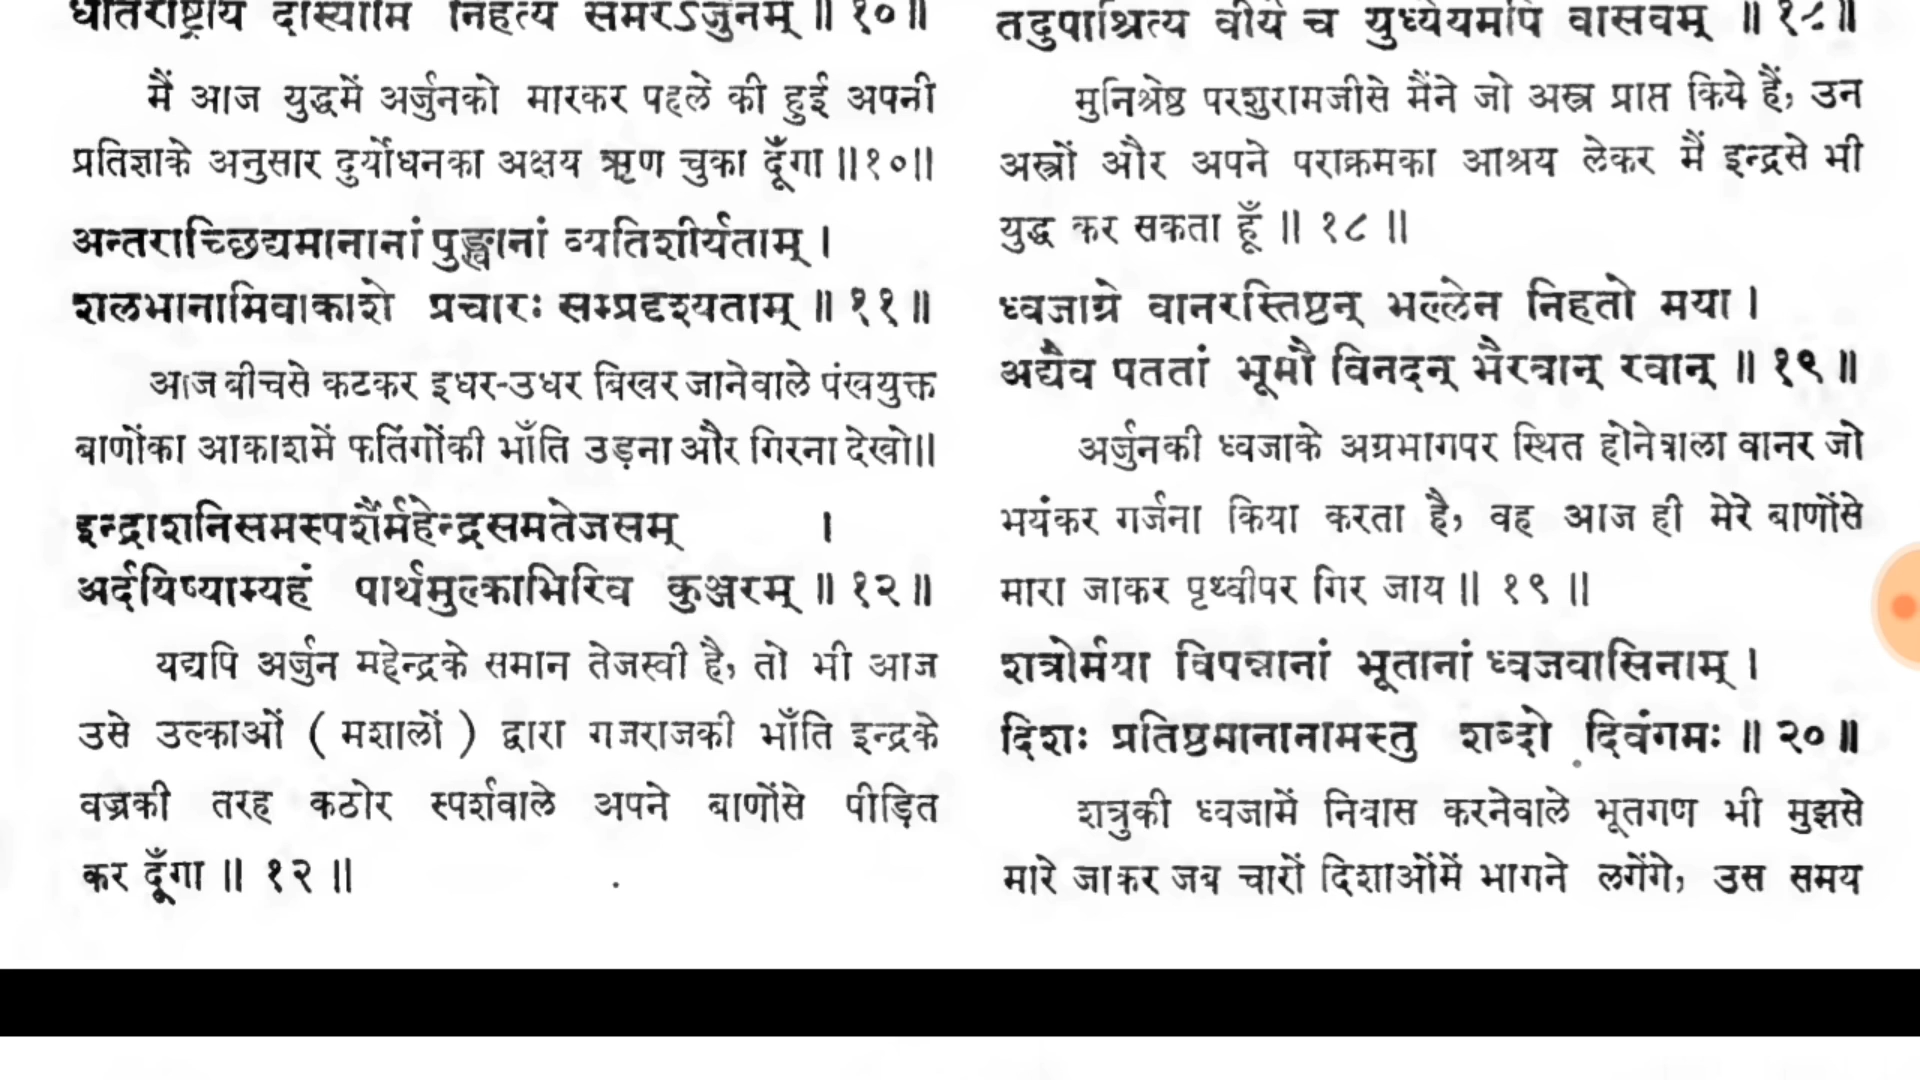 धार्तराष्ट्राय दास्यामि निहत्य समरेऽर्जुनम् ॥ १० ॥
मैं आज युद्धमें अर्जुनको मारकर पहले की हुई अपनी
प्रतिज्ञाके अनुसार दुर्योधनका अक्षय ऋण चुका दूँगा ॥१०॥
अन्तराच्छिद्यमानानां पुङ्खानां व्यतिशीर्यताम् ।
शलभानामिवाकाशे प्रचारः सम्प्रदृश्यताम् ॥ ११ ॥
आज बीचसे कटकर इधर-उधर बिखर जानेवाले पंखयुक्त
बाणोंका आकाशमें फतिंगोंकी भाँति उड़ना और गिरना देखो॥
इन्द्राशनिसमस्पर्शैर्महेन्द्रसमतेजसम् ।
अर्दयिष्याम्यहं पार्थमुल्काभिरिव कुञ्जरम् ॥ १२ ॥
यद्यपि अर्जुन महेन्द्रके समान तेजस्वी है, तो भी आज
उसे उल्काओं ( मशालों ) द्वारा गजराजकी भाँति इन्द्रके
वज्रकी तरह कठोर स्पर्शवाले अपने बाणोंसे पीड़ित
कर दूँगा ॥ १२ ॥
तदुपाश्रित्य वीर्यं च युध्येयमपि वासवम् ॥ १८ ॥
मुनिश्रेष्ठ परशुरामजीसे मैंने जो अस्त्र प्राप्त किये हैं, उन
अस्त्रों और अपने पराक्रमका आश्रय लेकर मैं इन्द्रसे भी
युद्ध कर सकता हूँ ॥ १८ ॥
ध्वजाग्रे वानरस्तिष्ठन् भल्लेन निहतो मया ।
अद्यैव पततां भूमौ विनदन् भैरवान् रवान् ॥ १९ ॥
अर्जुनकी ध्वजाके अग्रभागपर स्थित होनेवाला वानर जो
भयंकर गर्जना किया करता है, वह आज ही मेरे बाणोंसे
मारा जाकर पृथ्वीपर गिर जाय ॥ १९ ॥
शत्रोर्मया विपन्नानां भूतानां ध्वजवासिनाम् ।
दिशः प्रतिष्ठमानानामस्तु शब्दो दिवंगमः ॥ २० ॥
शत्रुकी ध्वजामें निवास करनेवाले भूतगण भी मुझसे
मारे जाकर जब चारों दिशाओंमें भागने लगेंगे, उस समय